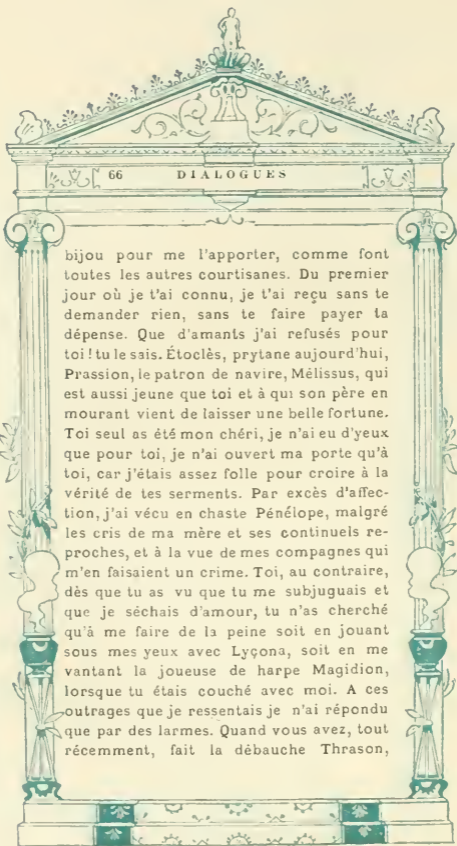 66 DIALOGUES
bijou pour me l'apporter, comme font
toutes les autres courtisanes. Du premier
jour où je t'ai connu, je t'ai reçu sans te
demander rien, sans te faire payer ta
dépense. Que d'amants j'ai refusés pour
toi ! tu le sais. Étoclès, prytane aujourd'hui,
Prassion, le patron de navire, Mélissus, qui
est aussi jeune que toi et à qui son père en
mourant vient de laisser une belle fortune.
Toi seul as été mon chéri, je n'ai eu d'yeux
que pour toi, je n'ai ouvert ma porte qu'à
toi, car j'étais assez folle pour croire à la
vérité de tes serments. Par excès d'affec-
tion, j'ai vécu en chaste Pénélope, malgré
les cris de ma mère et ses continuels re-
proches, et à la vue de mes compagnes qui
m'en faisaient un crime. Toi, au contraire,
dès que tu as vu que tu me subjuguais et
que je séchais d'amour, tu n'as cherché
qu'à me faire de la peine soit en jouant
sous mes yeux avec Lyçona, soit en me
vantant la joueuse de harpe Magidion,
lorsque tu étais couché avec moi. A ces
outrages que je ressentais je n'ai répondu
que par des larmes. Quand vous avez, tout
récemment, fait la débauche Thrason,